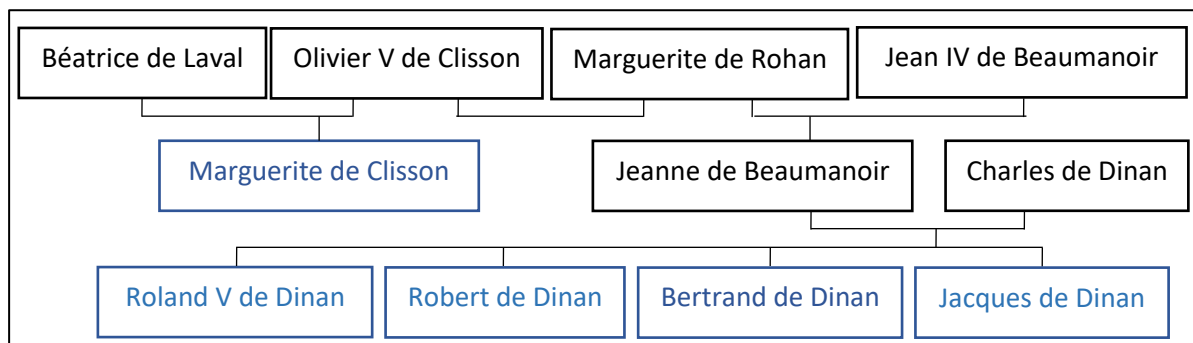 Béatrice de Laval
Olivier V de Clisson
Marguerite de Rohan
Jean IV de Beaumanoir
Marguerite de Clisson
Jeanne de Beaumanoir
Charles de Dinan
Roland V de Dinan
Robert de Dinan
Bertrand de Dinan
Jacques de Dinan